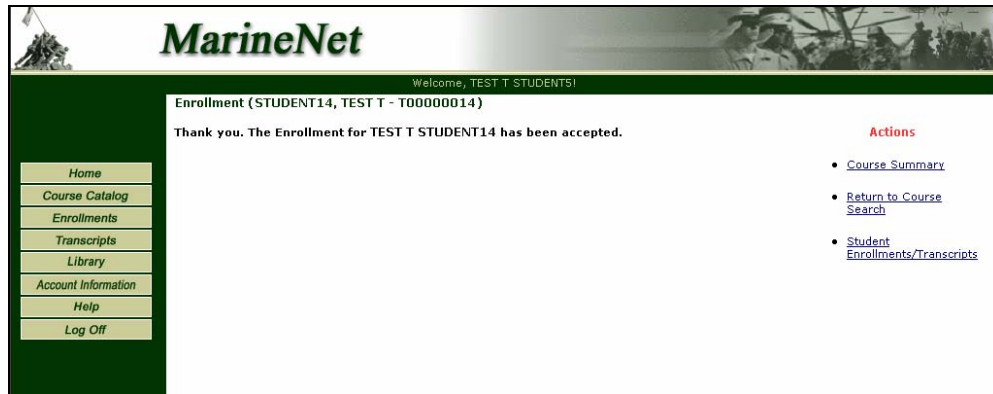 MarineNet
Welcome, TEST T STUDENT5!
Enrollment (STUDENT14, TEST T - T00000014)
Thank you. The Enrollment for TEST T STUDENT14 has been accepted.
Home
Course Catalog
Enrollments
Transcripts
Library
Account Information
Help
Log Off
Actions
Course Summary
Return to Course
Search
Student
Enrollments/Transcripts